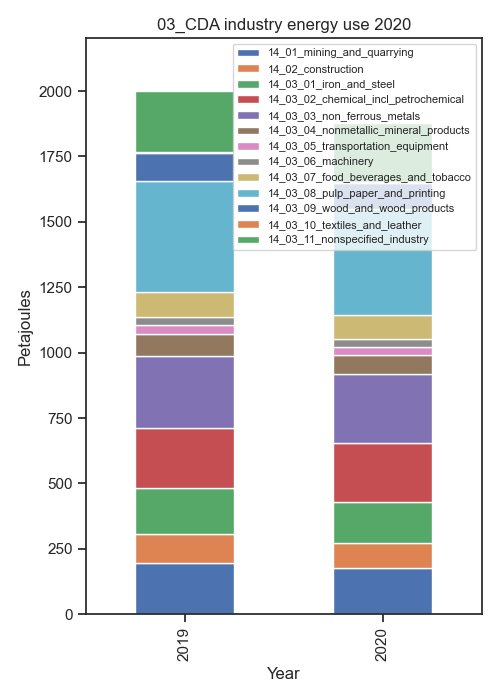 03_CDA industry energy use 2020
14_01_mining_and_quarrying
14_02_construction
14_03_01_iron_and_steel
14_03_02_chemical_incl_petrochemical
14_03_03_non_ferrous_metals
14_03_04_nonmetallic_mineral_products
14_03_05_transportation_equipment
14_03_06_machinery
14_03_07_food_beverages_and_tobacco
14_03_08_pulp_paper_and_printing
14_03_09_wood_and_wood_products
14_03_10_textiles_and_leather
14_03_11_nonspecified_industry
2000
1750
1500
1250
1000
750
500
250
0
Petajoules
2019
2020
Year